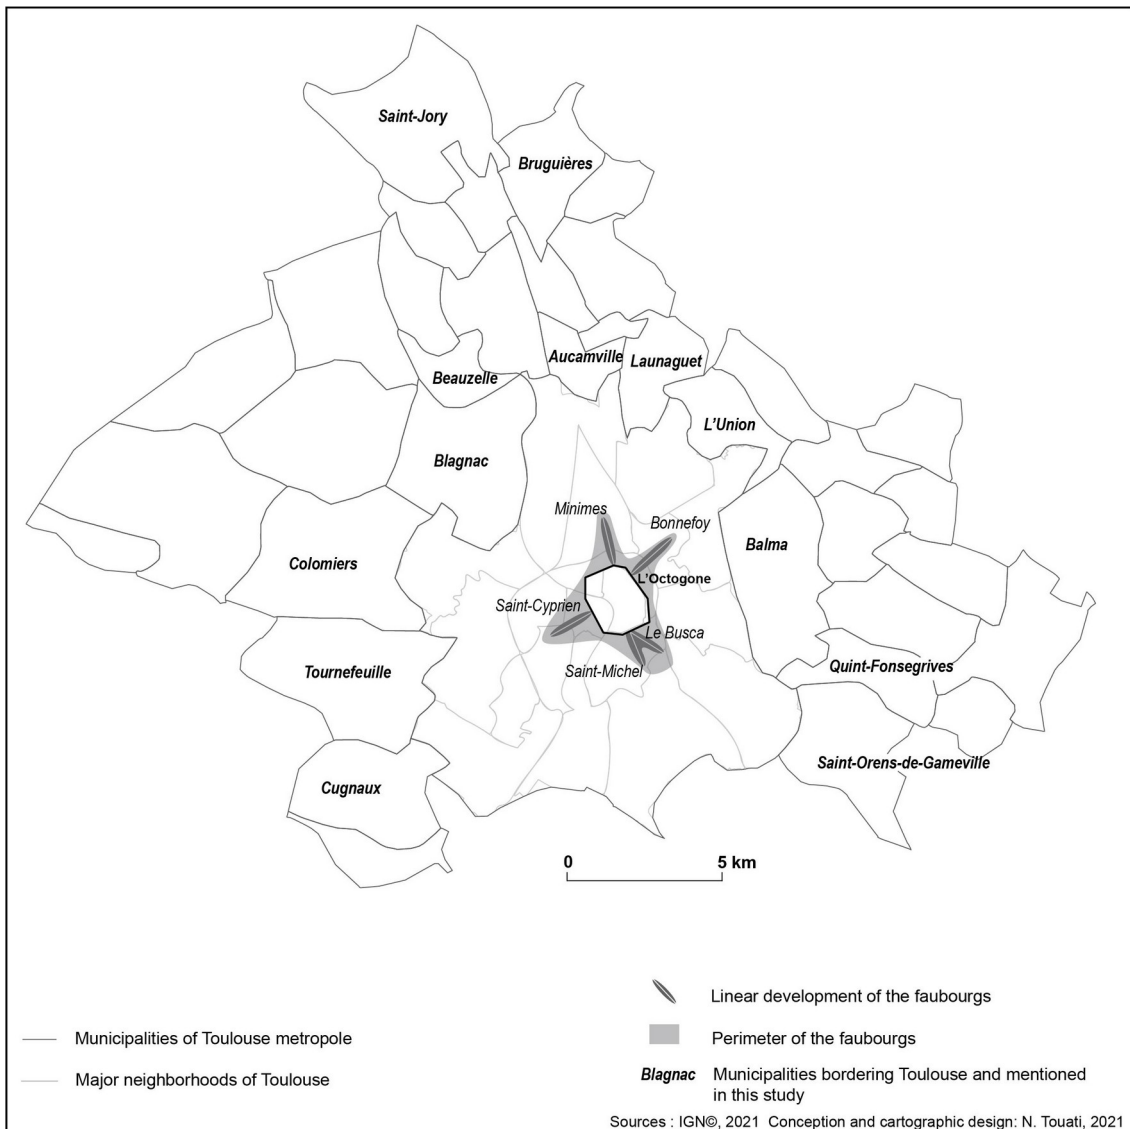 Saint-Jory
Bruguières
Aucamville
Launaguet
Beauzelle
L'Union
Blagnac
Minimes
Bonnefoy
Balma
Colomiers
L'Octogone
Saint-Cyprien
Le Busca
Saint-Michel
Tournefeuille
Quint-Fonsegrives
Saint-Orens-de-Gameville
Cugnaux
0 5 km
Linear development of the faubourgs
Municipalities of Toulouse metropole
Perimeter of the faubourgs
Major neighborhoods of Toulouse
Blagnac Municipalities bordering Toulouse and mentioned
in this study
Sources : IGN©, 2021 Conception and cartographic design: N. Touati, 2021